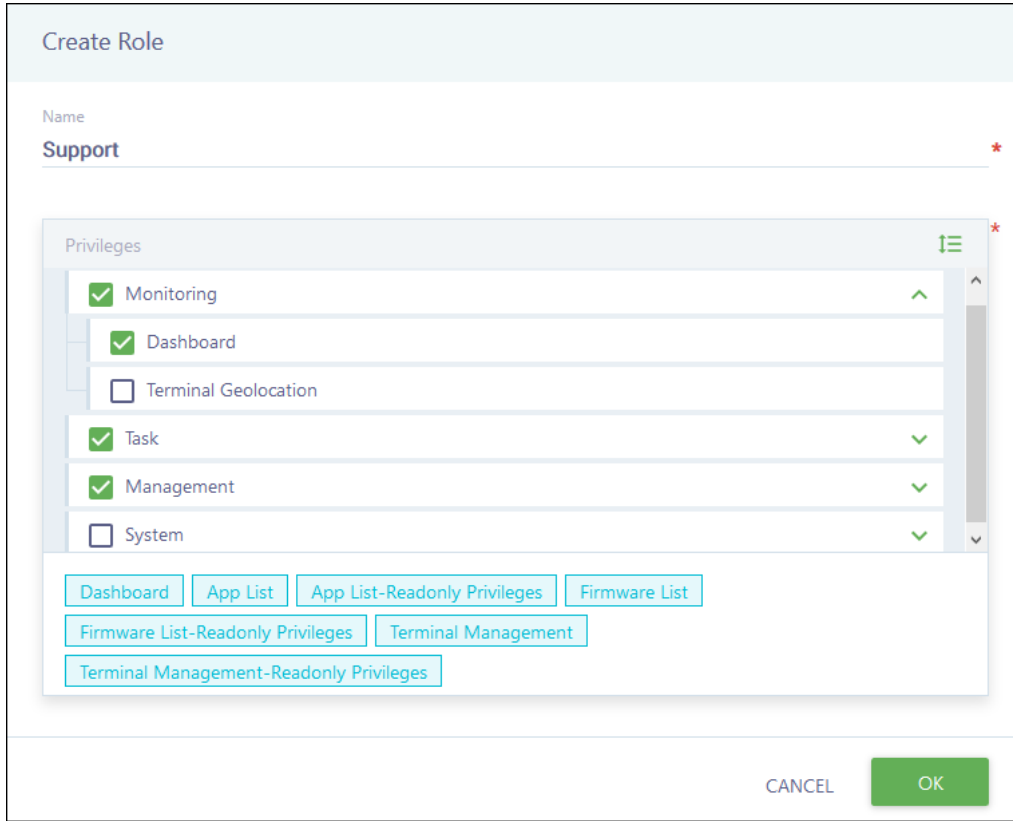 Create Role
Name
Support *
*
Privileges
Monitoring
Dashboard
Terminal Geolocation
Task
Management
System
Dashboard App List App List-Readonly Privileges Firmware List
Firmware List-Readonly Privileges Terminal Management
Terminal Management-Readonly Privileges
CANCEL OK